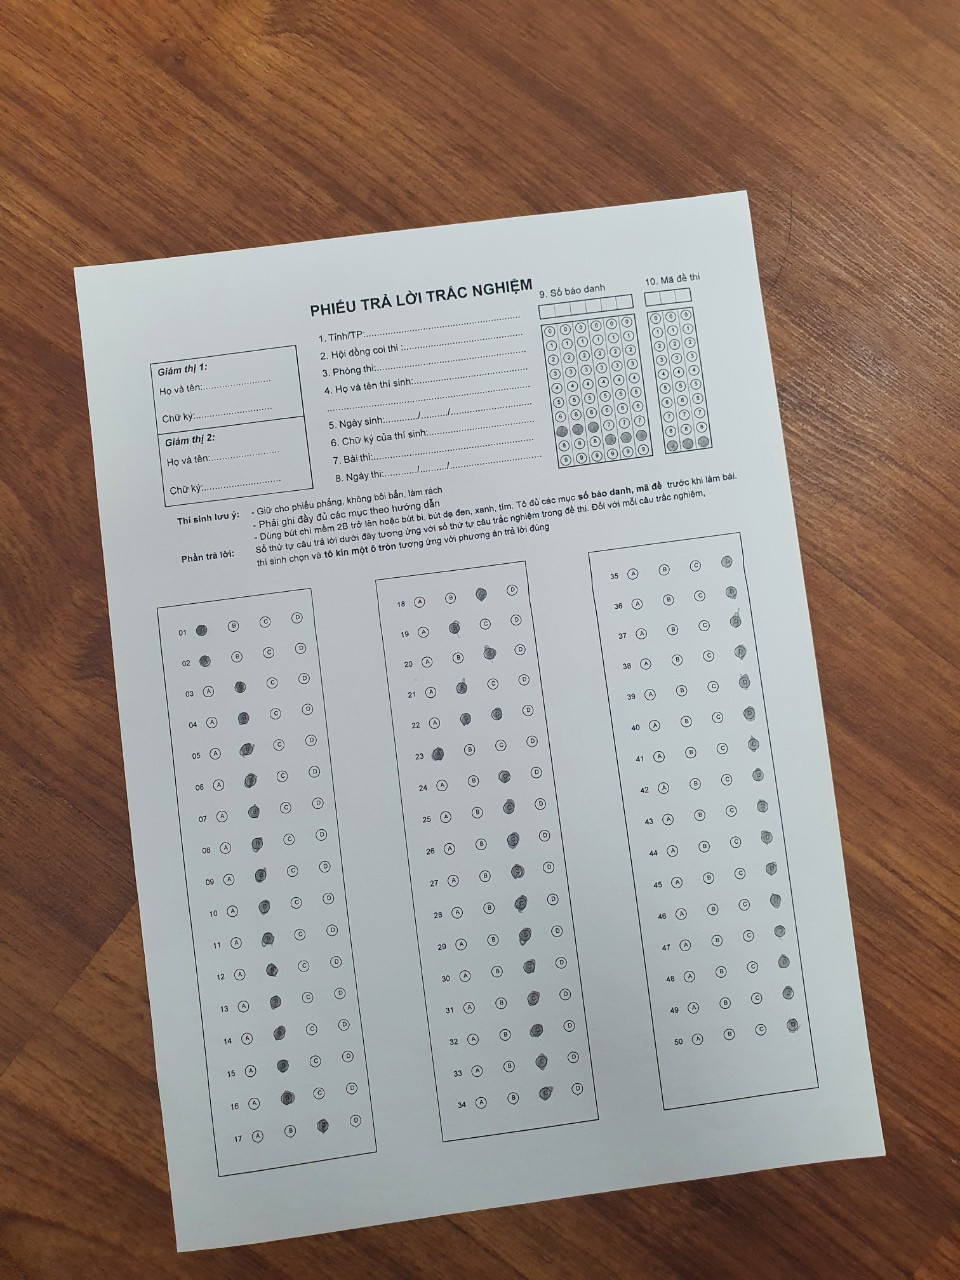 PHIẾU TRẢ LỜI TRẮC NGHIỆM
9. Số báo danh
10. Mã đề thi
Giám thị 1:
Họ và tên:........................
Chữ ký:...........................
Giám thị 2:
Họ và tên:........................
Chữ ký:...........................
1. Tỉnh/TP:.......................
2. Hội đồng coi thi :.......................
3. Phòng thi:.......................
4. Họ và tên thí sinh:.......................
5. Ngày sinh:.........../........./.......................
6. Chữ ký của thí sinh:.......................
7. Bài thi:.......................
8. Ngày thi:.........../........./.......................
0 0 0 0 0 0 0 0 0
1 1 1 1 1 1 1 1 1
2 2 2 2 2 2 2 2 2
3 3 3 3 3 3 3 3 3
4 4 4 4 4 4 4 4 4
5 5 5 5 5 5 5 5 5
6 6 6 6 6 6 6 6 6
7 7 7 7 7 7
8 8 8 8 8 8
9 9 9 9 9 9
Thí sinh lưu ý:
- Giữ cho phiếu phẳng, không bôi bẩn, làm rách
- Phải ghi đầy đủ các mục theo hướng dẫn
- Dùng bút chì mềm 2B trở lên hoặc bút bi, bút dạ đen, xanh, tím. Tô đủ các mục số báo danh, mã đề trước khi làm bài.
Phần trả lời:
Số thứ tự câu trả lời dưới đây tương ứng với số thứ tự câu trắc nghiệm trong đề thi. Đối với mỗi câu trắc nghiệm,
thí sinh chọn và tô kín một ô tròn tương ứng với phương án trả lời đúng
01 B C D
02 A B C D
03 A B C D
04 A B C D
05 A B C D
06 A B C D
07 A B C D
08 A B C D
09 A B C D
10 A B C D
11 A B C D
12 A B C D
13 A B C D
14 A B C D
15 A B C D
16 A B C D
17 A B D
18 A B C D
19 A B C D
20 A B C D
21 A B C D
22 A B C D
23 A B C D
24 A B C D
25 A B C D
26 A B C D
27 A B C D
28 A B C D
29 A B C D
30 A B C D
31 A B C D
32 A B C D
33 A B C D
34 A B C D
35 A B C D
36 A B C D
37 A B C D
38 A B C D
39 A B C D
40 A B C D
41 A B C D
42 A B C D
43 A B C D
44 A B C D
45 A B C D
46 A B C D
47 A B C D
48 A B C D
49 A B C D
50 A B C D